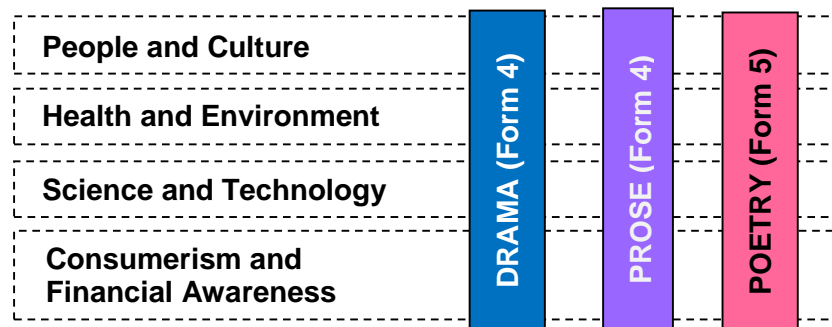 People and Culture
Health and Environment
Science and Technology
Consumerism and
Financial Awareness
DRAMA (Form 4)
PROSE (Form 4)
POETRY (Form 5)